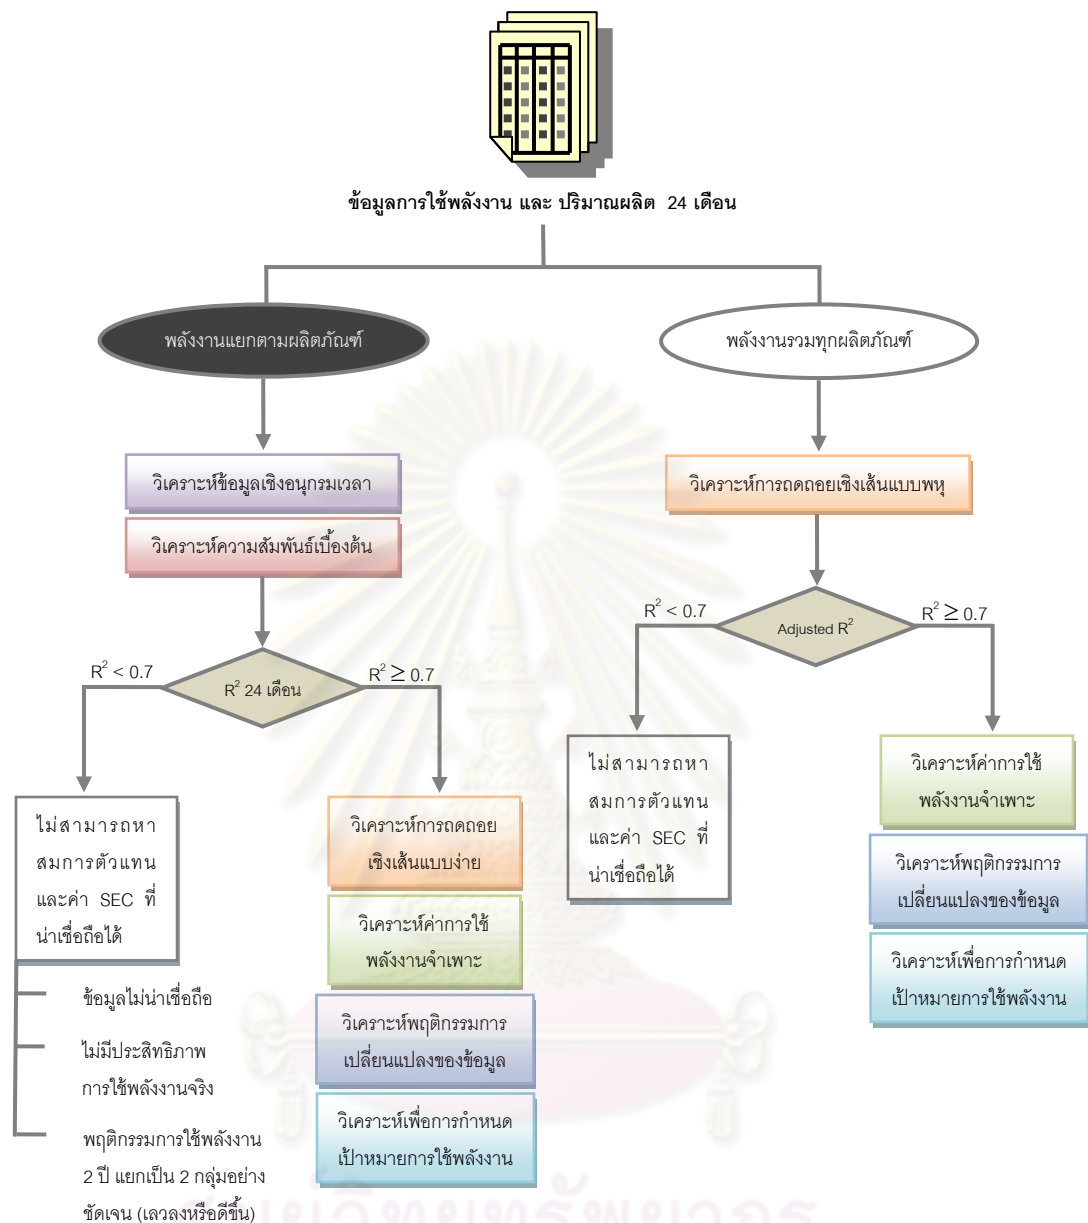 ข้อมูลการใช้พลังงาน และ ปริมาณผลิต 24 เดือน
พลังงานแยกตามผลิตภัณฑ์
วิเคราะห์ข้อมูลเชิงอนุกรมเวลา
วิเคราะห์ความสัมพันธ์เบื้องต้น
R² < 0.7
R² 24 เดือน
R² ≥ 0.7
ไม่สามารถหา
สมการตัวแทน
และค่า SEC ที่
น่าเชื่อถือได้
ข้อมูลไม่น่าเชื่อถือ
ไม่มีประสิทธิภาพ
การใช้พลังงานจริง
พฤติกรรมการใช้พลังงาน
2 ปี แยกเป็น 2 กลุ่มอย่าง
ชัดเจน (เลวลงหรือดีขึ้น)
วิเคราะห์การถดถอย
เชิงเส้นแบบง่าย
วิเคราะห์ค่าการใช้
พลังงานจำเพาะ
วิเคราะห์พฤติกรรมการ
เปลี่ยนแปลงของข้อมูล
วิเคราะห์เพื่อการกำหนด
เป้าหมายการใช้พลังงาน
พลังงานรวมทุกผลิตภัณฑ์
วิเคราะห์การถดถอยเชิงเส้นแบบพหุ
R² < 0.7
Adjusted R²
R² ≥ 0.7
ไม่สามารถหา
สมการตัวแทน
และค่า SEC ที่
น่าเชื่อถือได้
วิเคราะห์ค่าการใช้
พลังงานจำเพาะ
วิเคราะห์พฤติกรรมการ
เปลี่ยนแปลงของข้อมูล
วิเคราะห์เพื่อการกำหนด
เป้าหมายการใช้พลังงาน
ศูนย์วิทยทรัพยากร